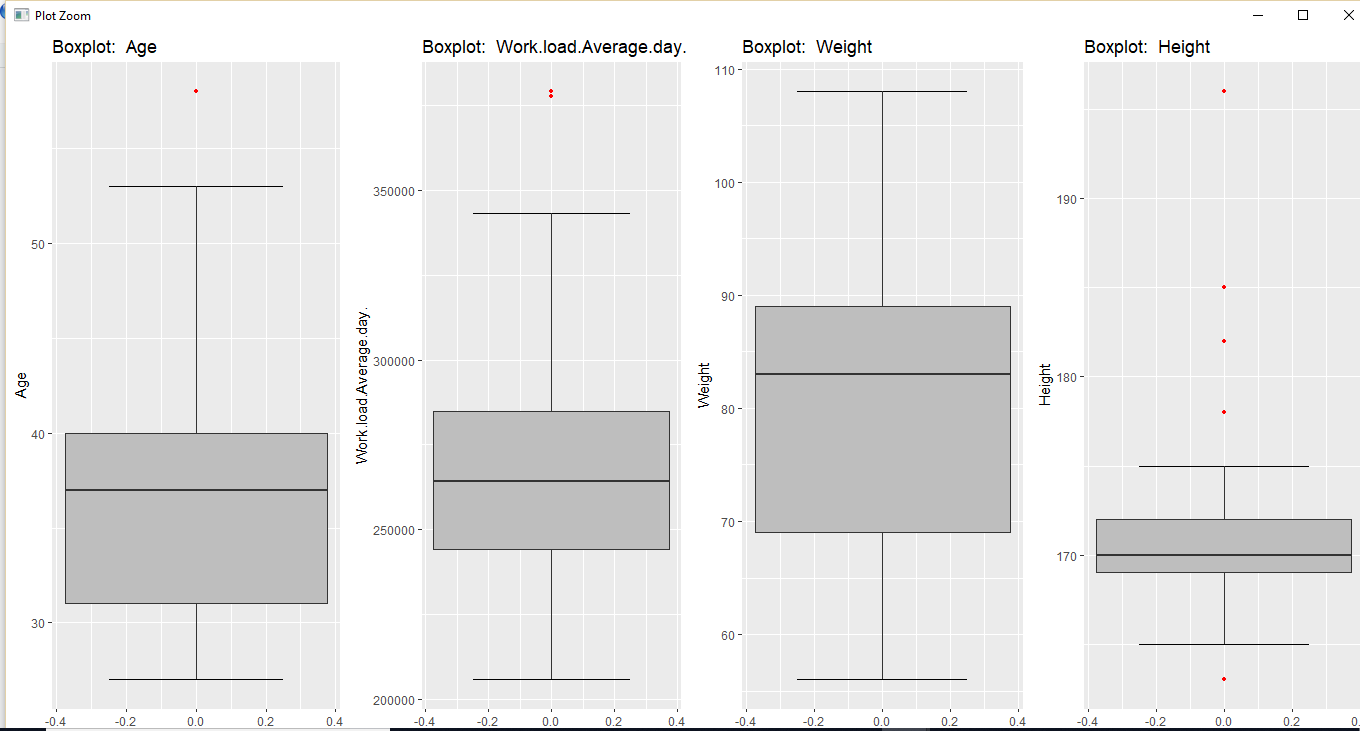 Plot Zoom
Boxplot:  Age
50
40
30
Age
-0.4 -0.2 0.0 0.2 0.4
Boxplot:  Work.load.Average.day.
350000
300000
250000
200000
Work.load.Average.day.
-0.4 -0.2 0.0 0.2 0.4
Boxplot:  Weight
110
100
90
80
70
60
Weight
-0.4 -0.2 0.0 0.2 0.4
Boxplot:  Height
190
180
170
Height
-0.4 -0.2 0.0 0.2